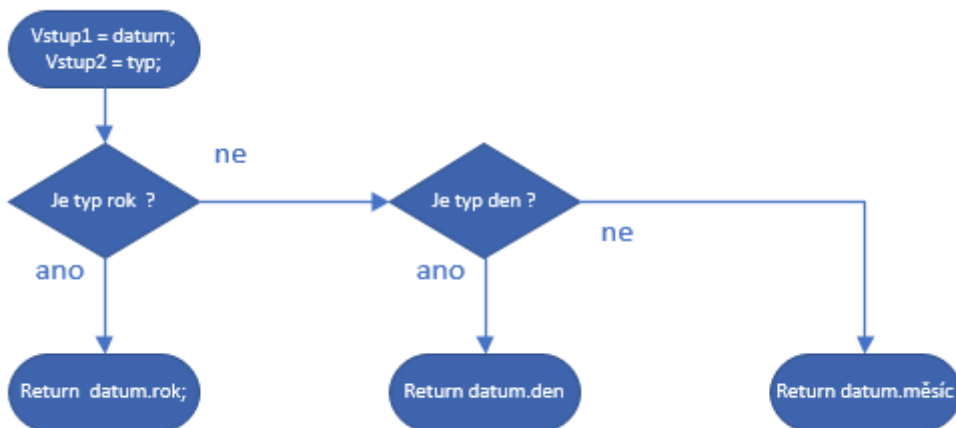 Vstup1 = datum;
Vstup2 = typ;
ne
Je typ rok ?
Je typ den ?
ne
ano
ano
Return datum.rok;
Return datum.den
Return datum.měsíc